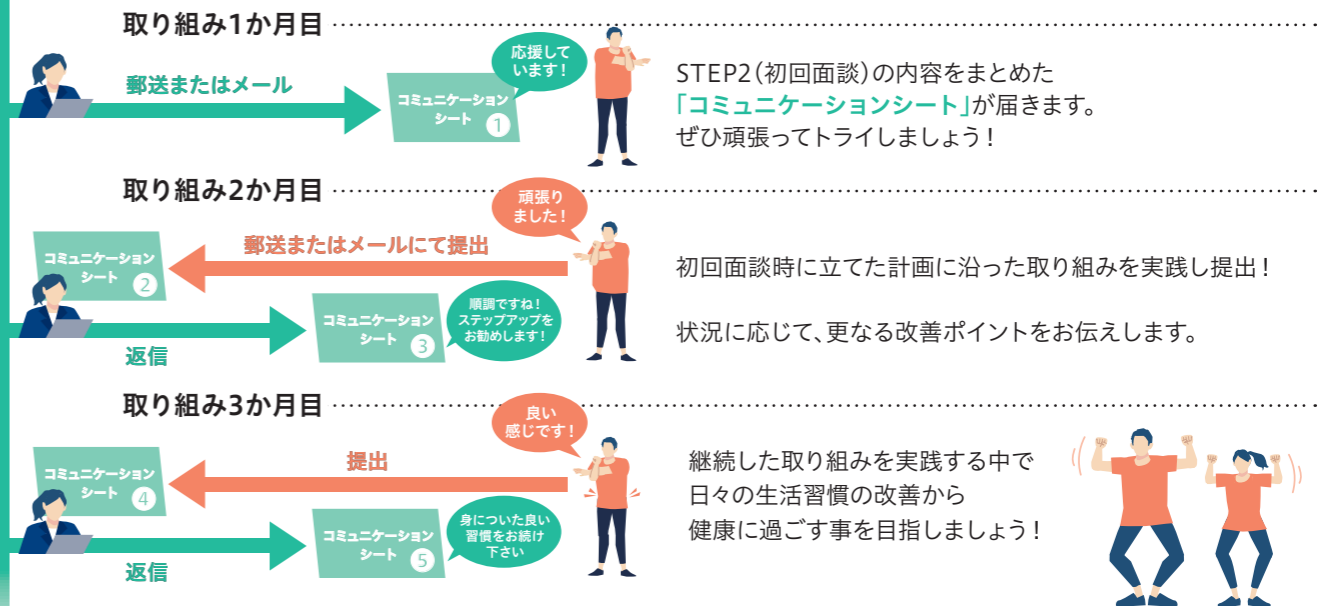 取り組み1か月目
郵送またはメール
コミュニケーション
シート ①
応援して
います！
STEP2（初回面談）の内容をまとめた
「コミュニケーションシート」が届きます。
ぜひ頑張ってトライしましょう！
取り組み2か月目
コミュニケーション
シート ②
郵送またはメールにて提出
頑張り
ました！
返信
コミュニケーション
シート ③
順調ですね！
ステップアップを
お勧めします！
初回面談時に立てた計画に沿った取り組みを実践し提出！
状況に応じて、更なる改善ポイントをお伝えします。
取り組み3か月目
コミュニケーション
シート ④
提出
良い
感じです！
返信
コミュニケーション
シート ⑤
身についた良い
習慣をお続け
下さい
継続した取り組みを実践する中で
日々の生活習慣の改善から
健康に過ごす事を目指しましょう！